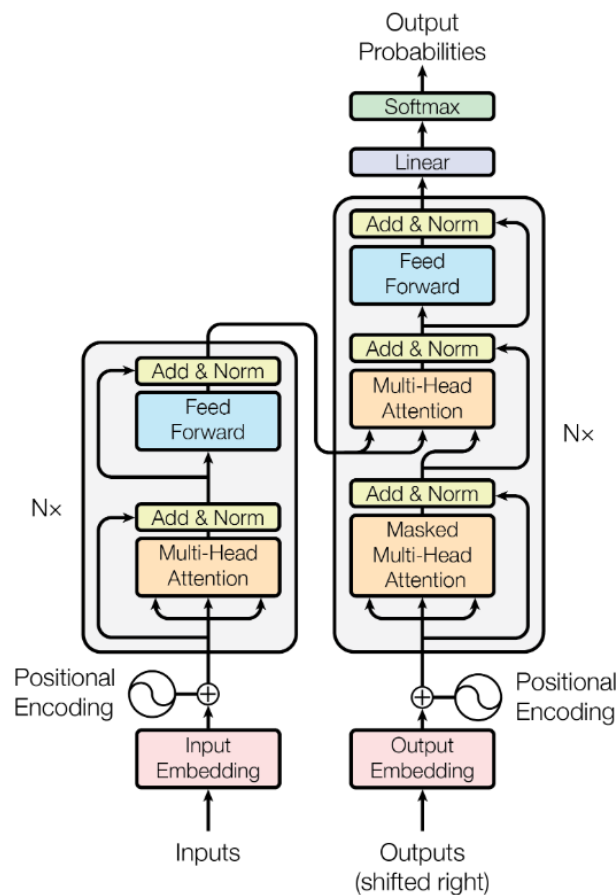 Output
Probabilities
Softmax
Linear
Add & Norm
Feed
Forward
Add & Norm
Multi-Head
Attention
Add & Norm
Masked
Multi-Head
Attention
Nx
Add & Norm
Feed
Forward
Add & Norm
Multi-Head
Attention
Nx
Positional
Encoding
Positional
Encoding
Input
Embedding
Output
Embedding
Inputs
Outputs
(shifted right)